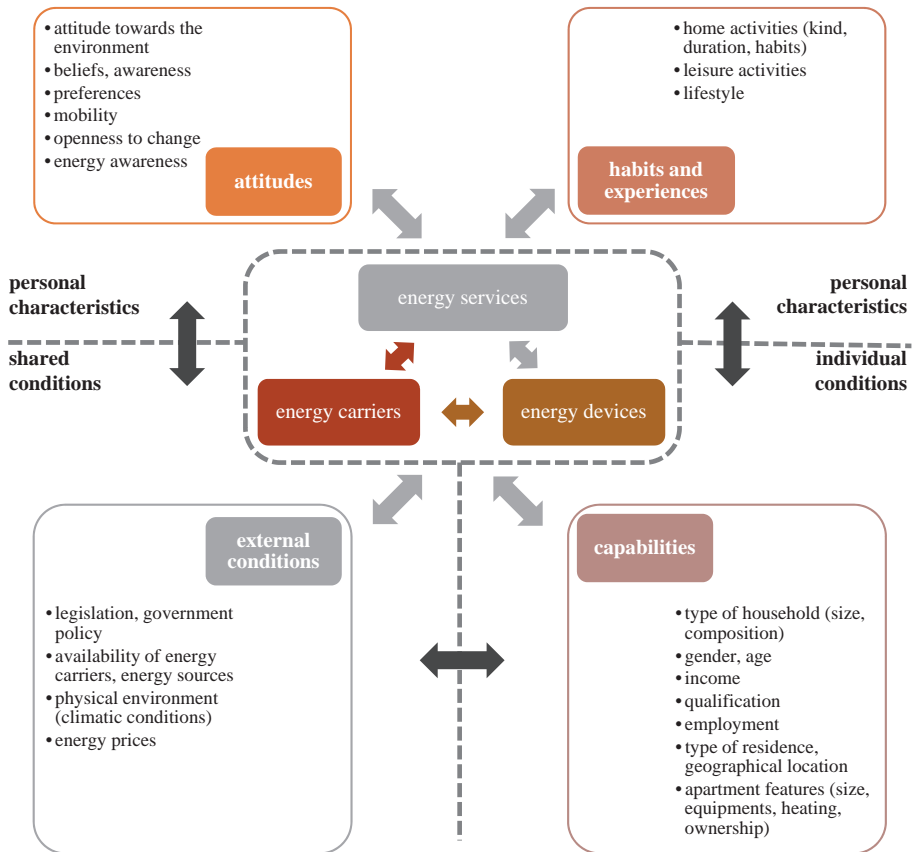 • attitude towards the
environment
• beliefs, awareness
• preferences
• mobility
• openness to change
• energy awareness
attitudes
• home activities (kind,
duration, habits)
• leisure activities
• lifestyle
habits and
experiences
personal
characteristics
shared
conditions
energy services
energy carriers
energy devices
personal
characteristics
individual
conditions
external
conditions
• legislation, government
policy
• availability of energy
carriers, energy sources
• physical environment
(climatic conditions)
• energy prices
capabilities
• type of household (size,
composition)
• gender, age
• income
• qualification
• employment
• type of residence,
geographical location
• apartment features (size,
equipments, heating,
ownership)